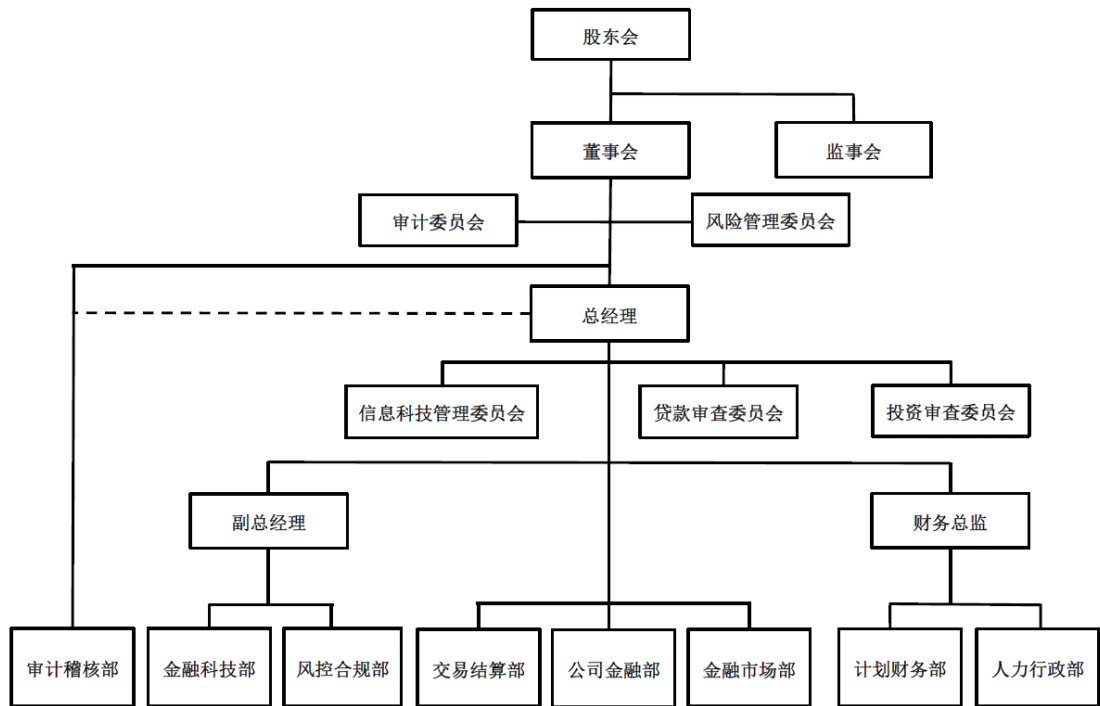 股东会
董事会
监事会
审计委员会
风险管理委员会
总经理
信息科技管理委员会
贷款审查委员会
投资审查委员会
副总经理
财务总监
审计稽核部
金融科技部
风控合规部
交易结算部
公司金融部
金融市场部
计划财务部
人力行政部